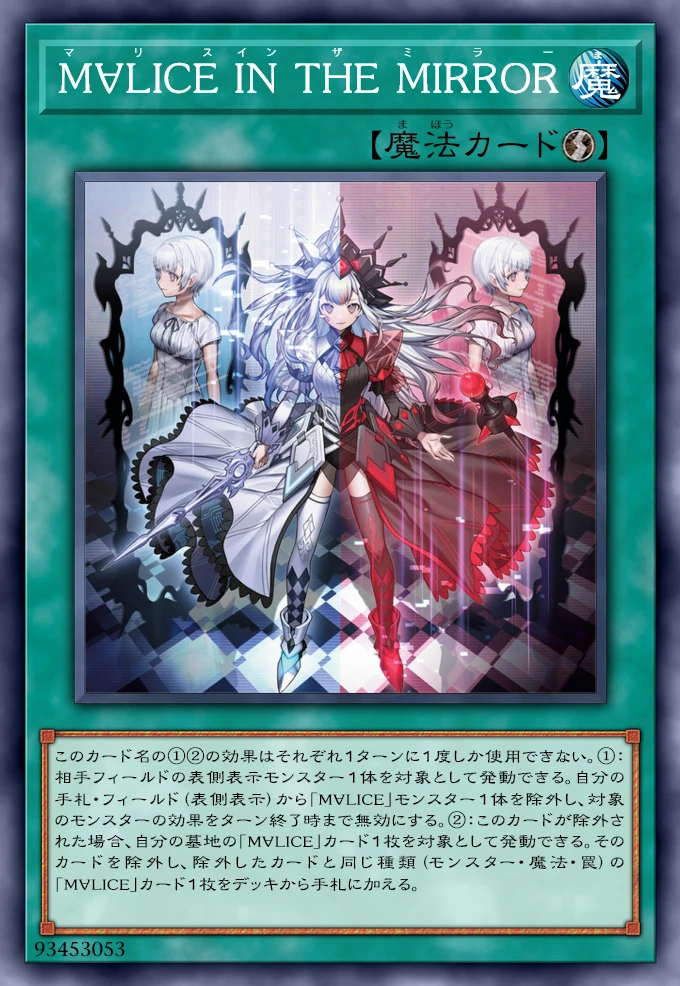 マリスインザミラー
M∀LICE IN THE MIRROR
ま
魔
まほう
【魔法カード】
このカード名の①②の効果はそれぞれ1ターンに1度しか使用できない。①:
相手フィールドの表側表示モンスター1体を対象として発動できる。自分の
手札・フィールド(表側表示)から「M∀LICE」モンスター1体を除外し、対象
のモンスターの効果をターン終了時まで無効にする。②:このカードが除外さ
れた場合、自分の墓地の「M∀LICE」カード1枚を対象として発動できる。その
カードを除外し、除外したカードと同じ種類(モンスター・魔法・罠)の
「M∀LICE」カード1枚をデッキから手札に加える。
93453053